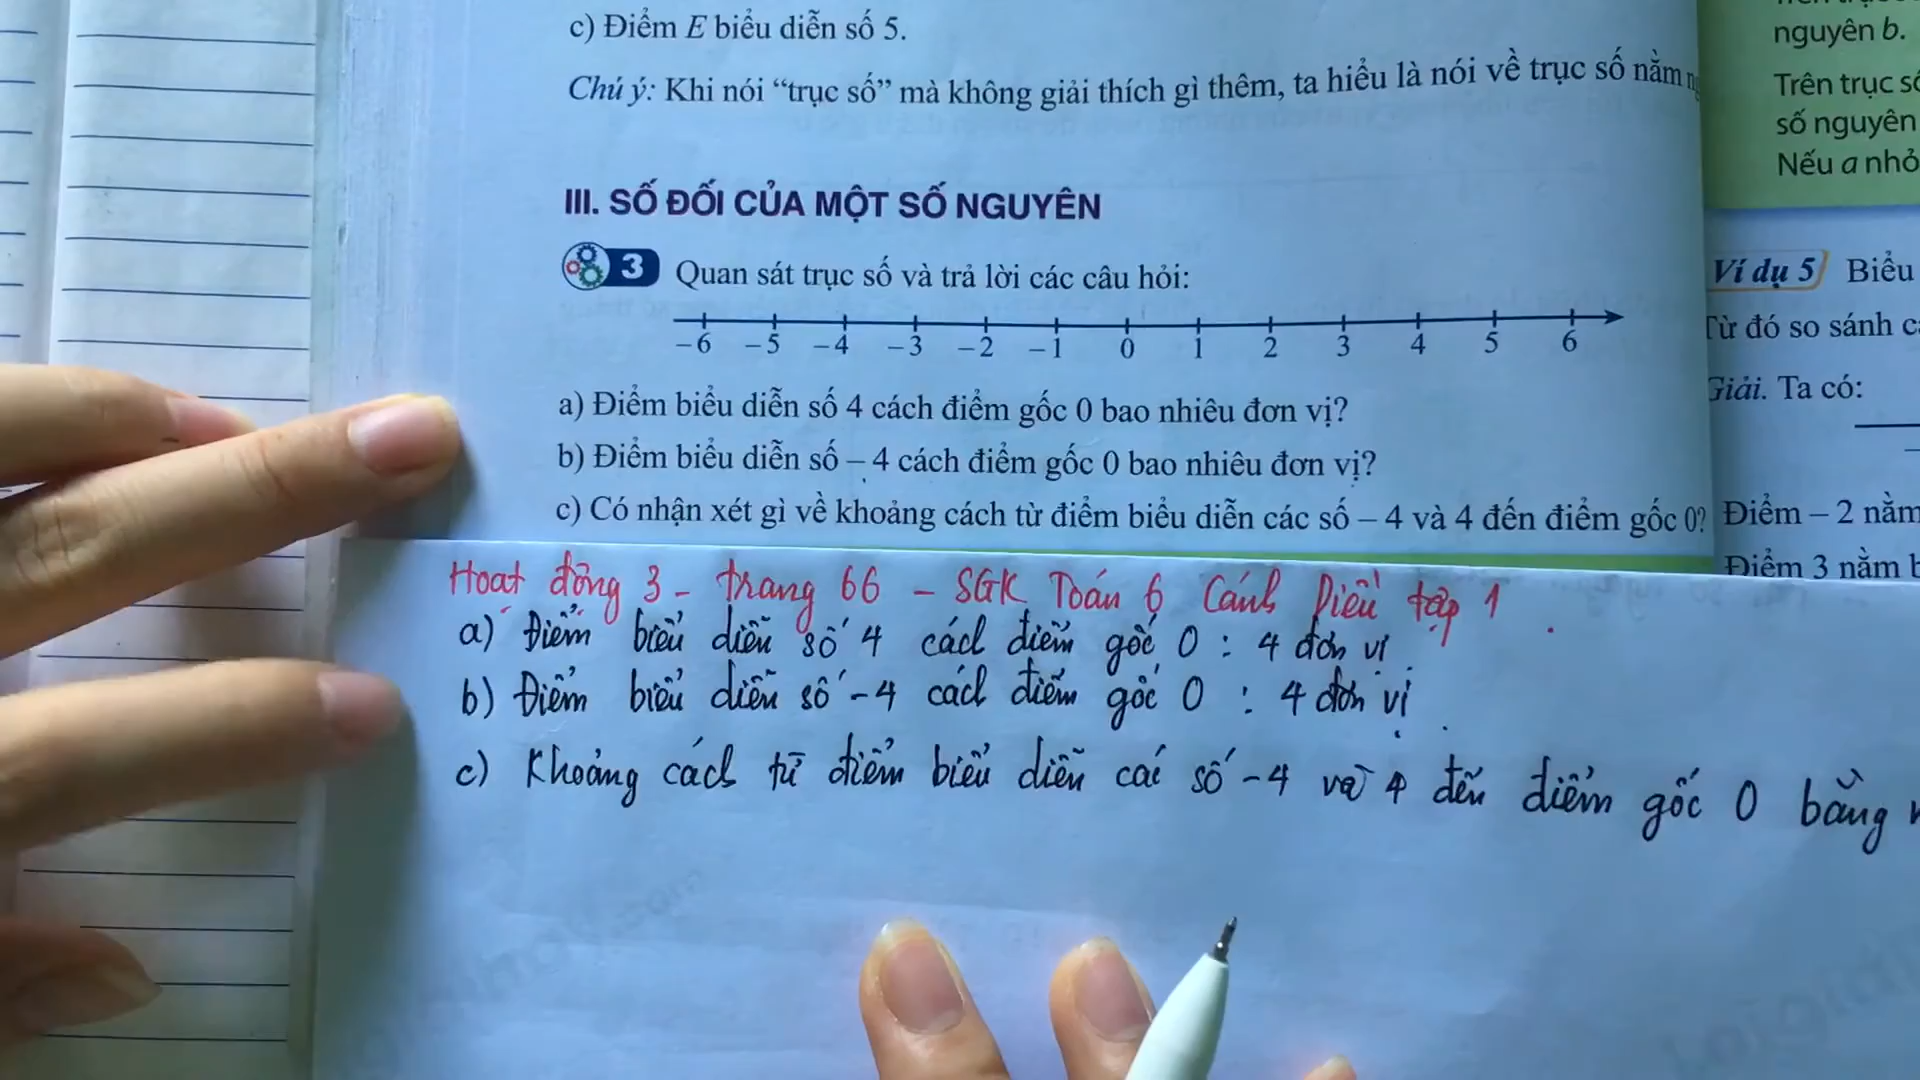 c) Điểm E biểu diễn số 5.
Chú ý: Khi nói “trục số” mà không giải thích gì thêm, ta hiểu là nói về trục số nằm
III. SỐ ĐỐI CỦA MỘT SỐ NGUYÊN
3 Quan sát trục số và trả lời các câu hỏi:
−6 −5 −4 −3 −2 −1 0 1 2 3 4 5 6
a) Điểm biểu diễn số 4 cách điểm gốc 0 bao nhiêu đơn vị?
b) Điểm biểu diễn số – 4 cách điểm gốc 0 bao nhiêu đơn vị?
c) Có nhận xét gì về khoảng cách từ điểm biểu diễn các số – 4 và 4 đến điểm gốc 0?
nguyên b.
Trên trục số
số nguyên
Nếu a nhỏ
Ví dụ 5 Biểu
Từ đó so sánh
Giải. Ta có:
Điểm – 2 nằm
Điểm 3 nằm
Hoạt động 3 - trang 66 - SGK Toán 6 Cánh Diều tập 1.
a) Điểm biểu diễn số 4 cách điểm gốc 0 : 4 đơn vị.
b) Điểm biểu diễn số -4 cách điểm gốc 0 : 4 đơn vị.
c) Khoảng cách từ điểm biểu diễn các số -4 và 4 đến điểm gốc 0 bằng